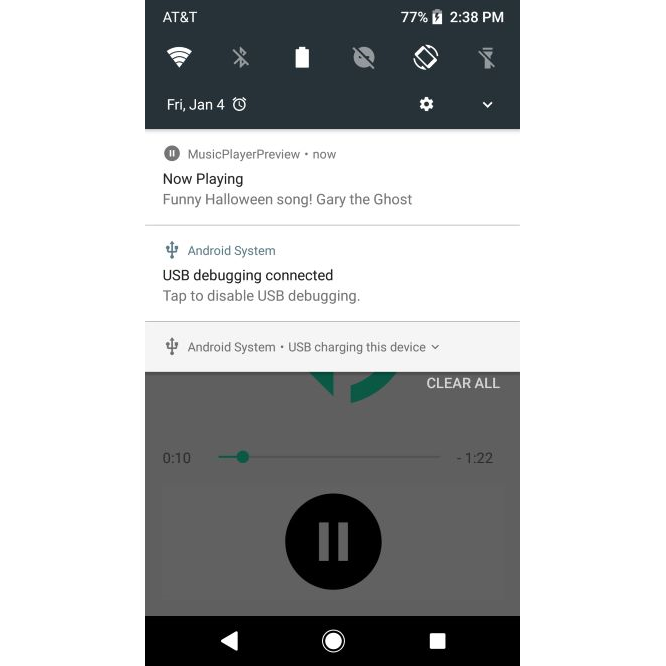 AT&T 77% 2:38 PM
Fri, Jan 4
MusicPlayerPreview • now
Now Playing
Funny Halloween song! Gary the Ghost
Android System
USB debugging connected
Tap to disable USB debugging.
Android System • USB charging this device
CLEAR ALL
0:10 - 1:22